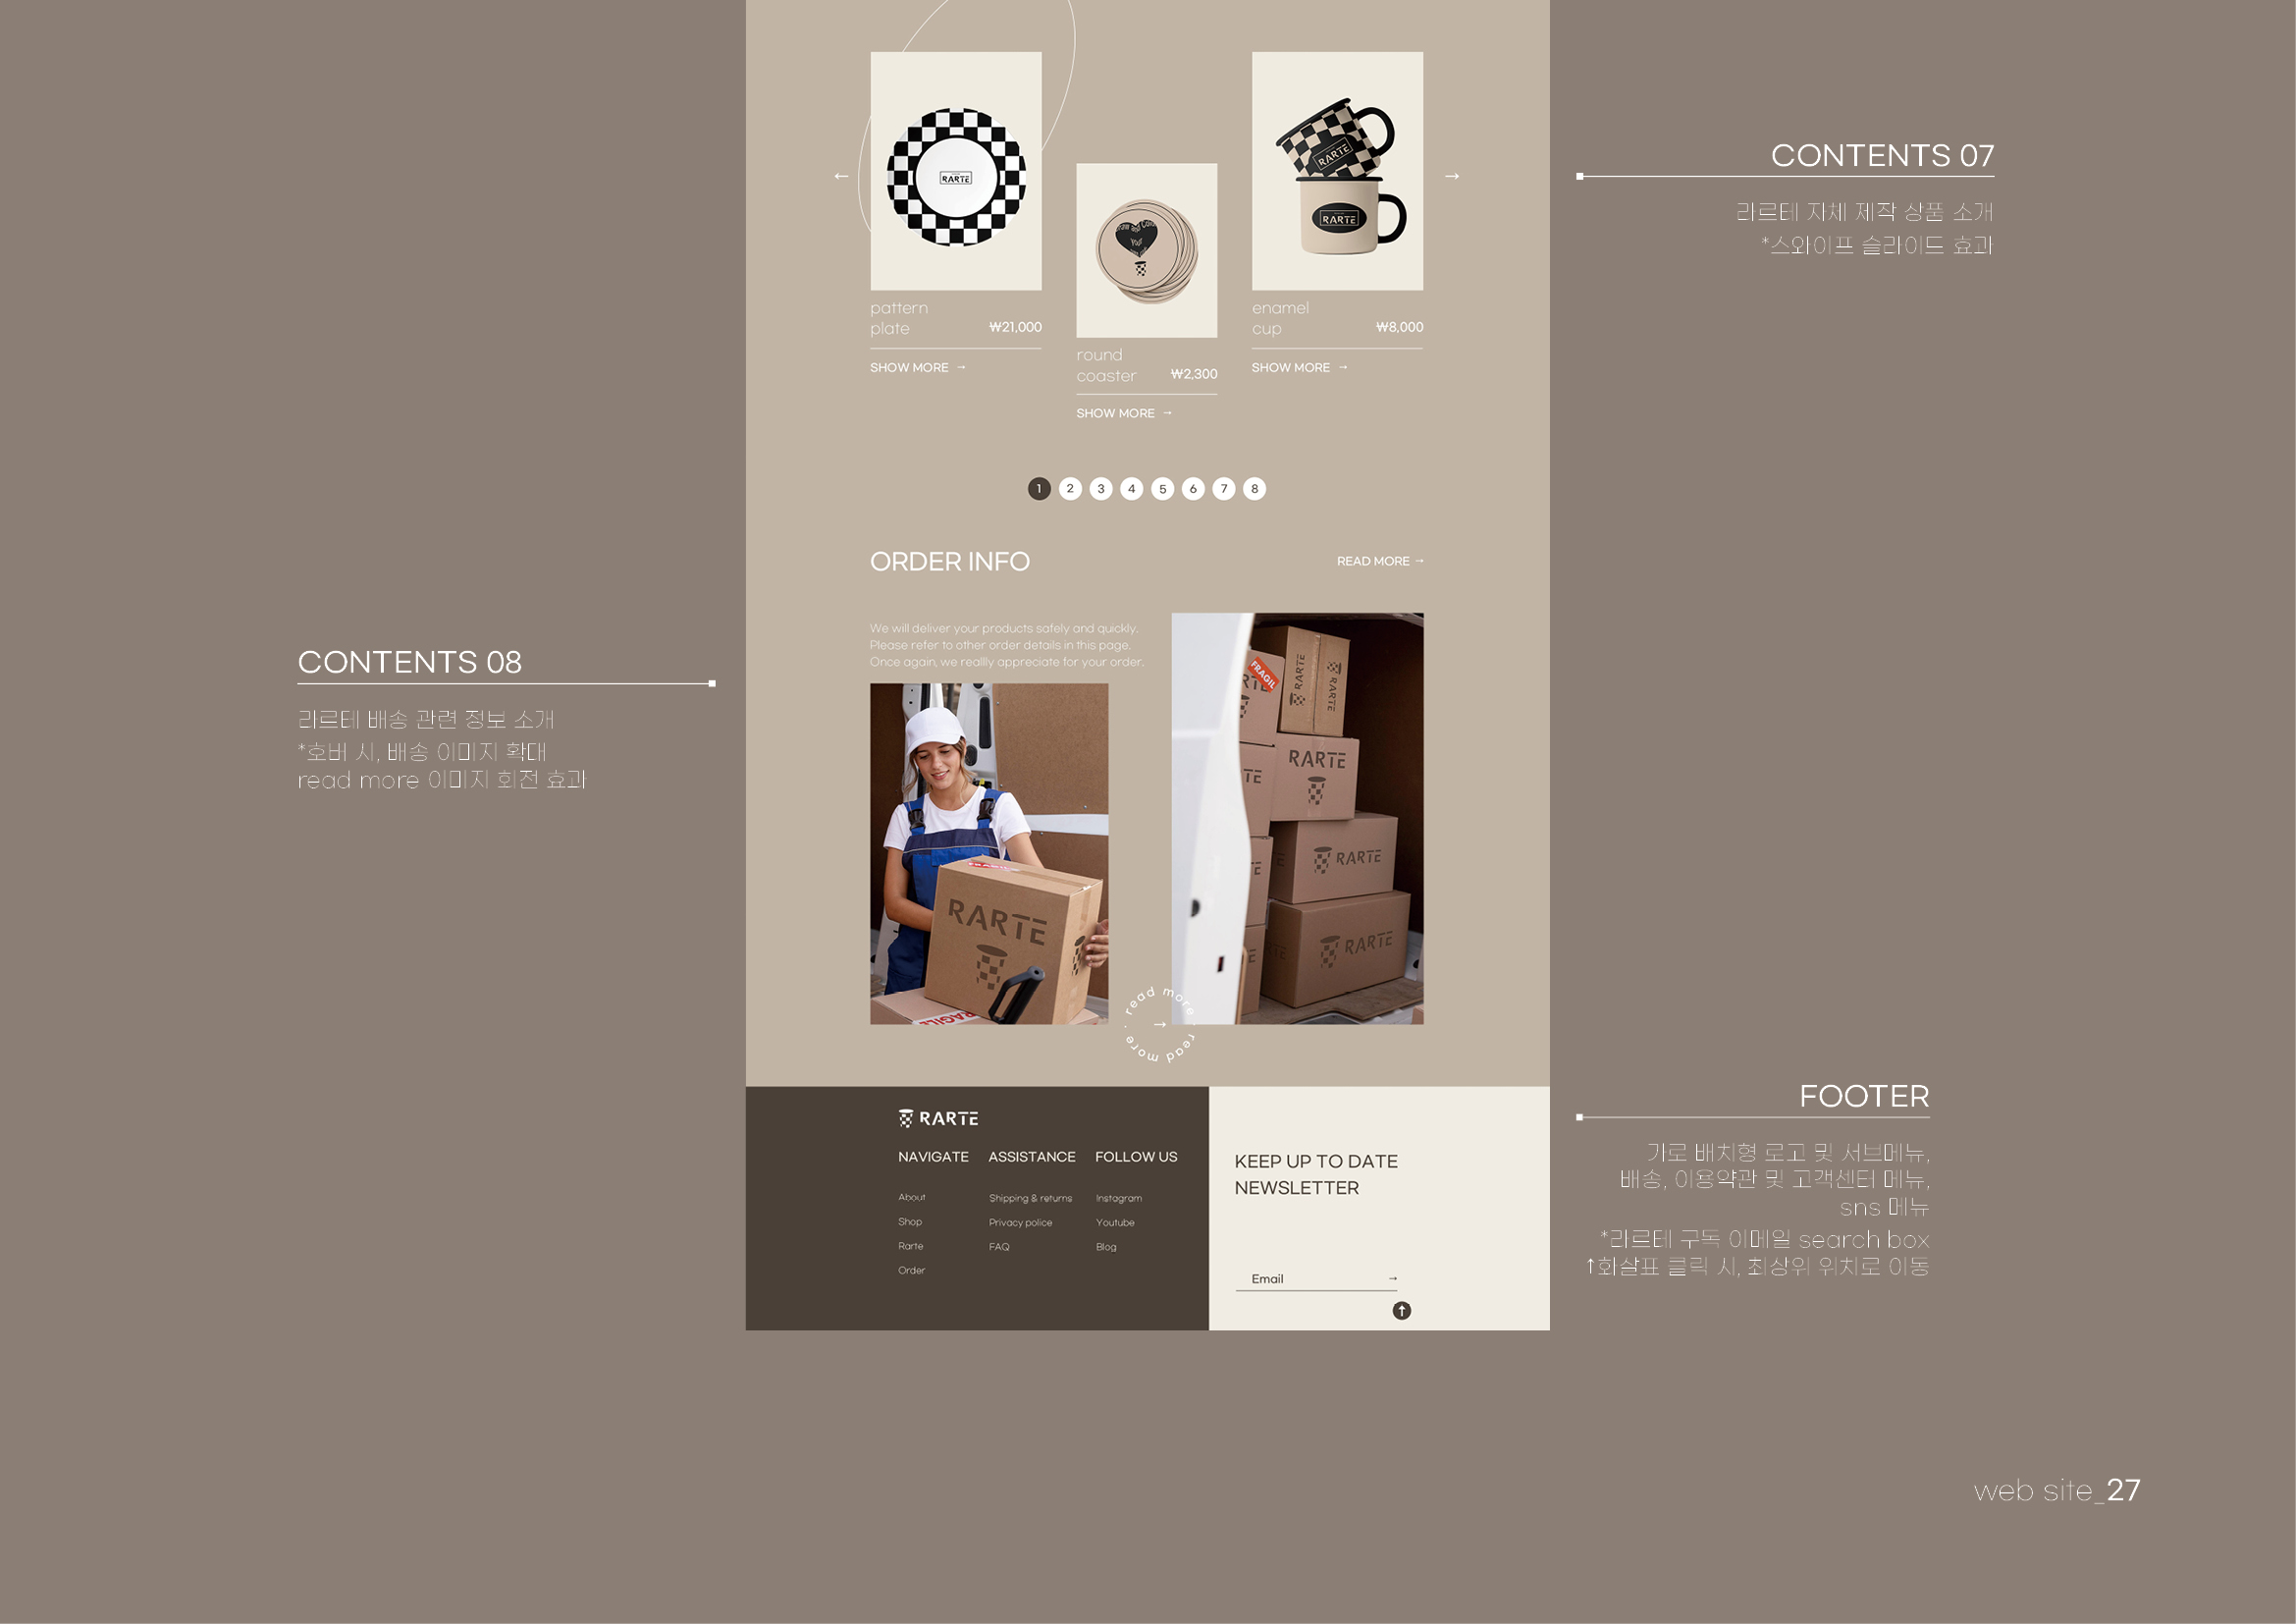 CONTENTS 07
라르떼 자체 제작 상품 소개
*스와이프 슬라이드 효과
RARTE
RARTE
RARTE
←
→
pattern
plate
₩21,000
SHOW MORE →
round
coaster
₩2,300
SHOW MORE →
enamel
cup
₩8,000
SHOW MORE →
1 2 3 4 5 6 7 8
ORDER INFO
READ MORE →
We will deliver your products safely and quickly.
Please refer to other order details in this page.
Once again, we reallly appreciate for your order.
CONTENTS 08
라르떼 배송 관련 정보 소개
*호버 시, 배송 이미지 확대
read more 이미지 회전 효과
RARTE
FRAGILE
FRAGIL
RARTE
RARTE
RARTE
RARTE
RARTE
read more · read more ·
→
RARTE
NAVIGATE
About
Shop
Rarte
Order
ASSISTANCE
Shipping & returns
Privacy police
FAQ
FOLLOW US
Instagram
Youtube
Blog
KEEP UP TO DATE
NEWSLETTER
Email →
↑
FOOTER
가로 배치형 로고 및 서브메뉴,
배송, 이용약관 및 고객센터 메뉴,
sns 메뉴
*라르떼 구독 이메일 search box
↑화살표 클릭 시, 최상위 위치로 이동
web site_27